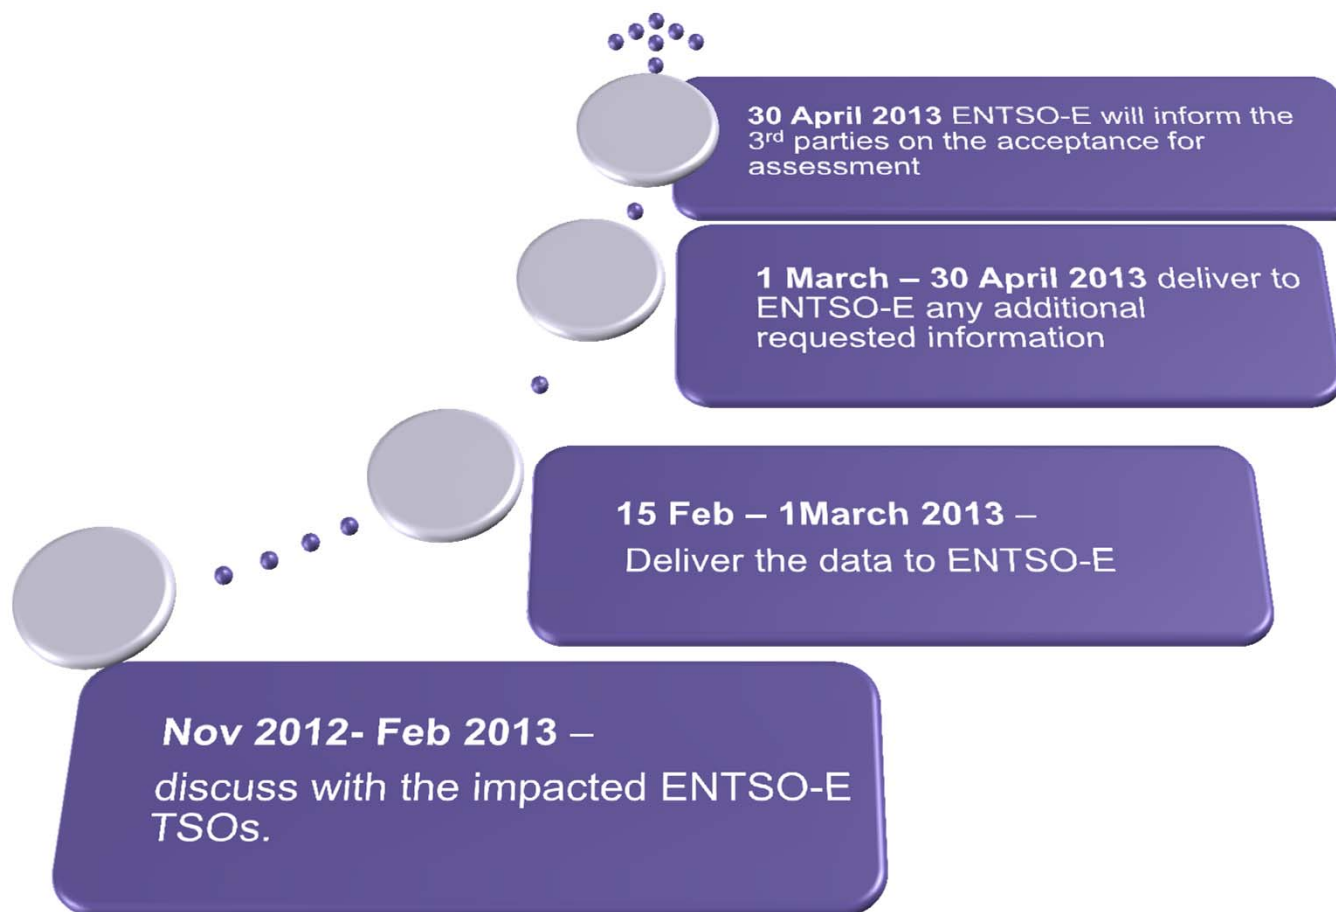 30 April 2013 ENTSO-E will inform the
3rd parties on the acceptance for
assessment
1 March – 30 April 2013 deliver to
ENTSO-E any additional
requested information
15 Feb – 1March 2013 –
Deliver the data to ENTSO-E
Nov 2012- Feb 2013 –
discuss with the impacted ENTSO-E
TSOs.